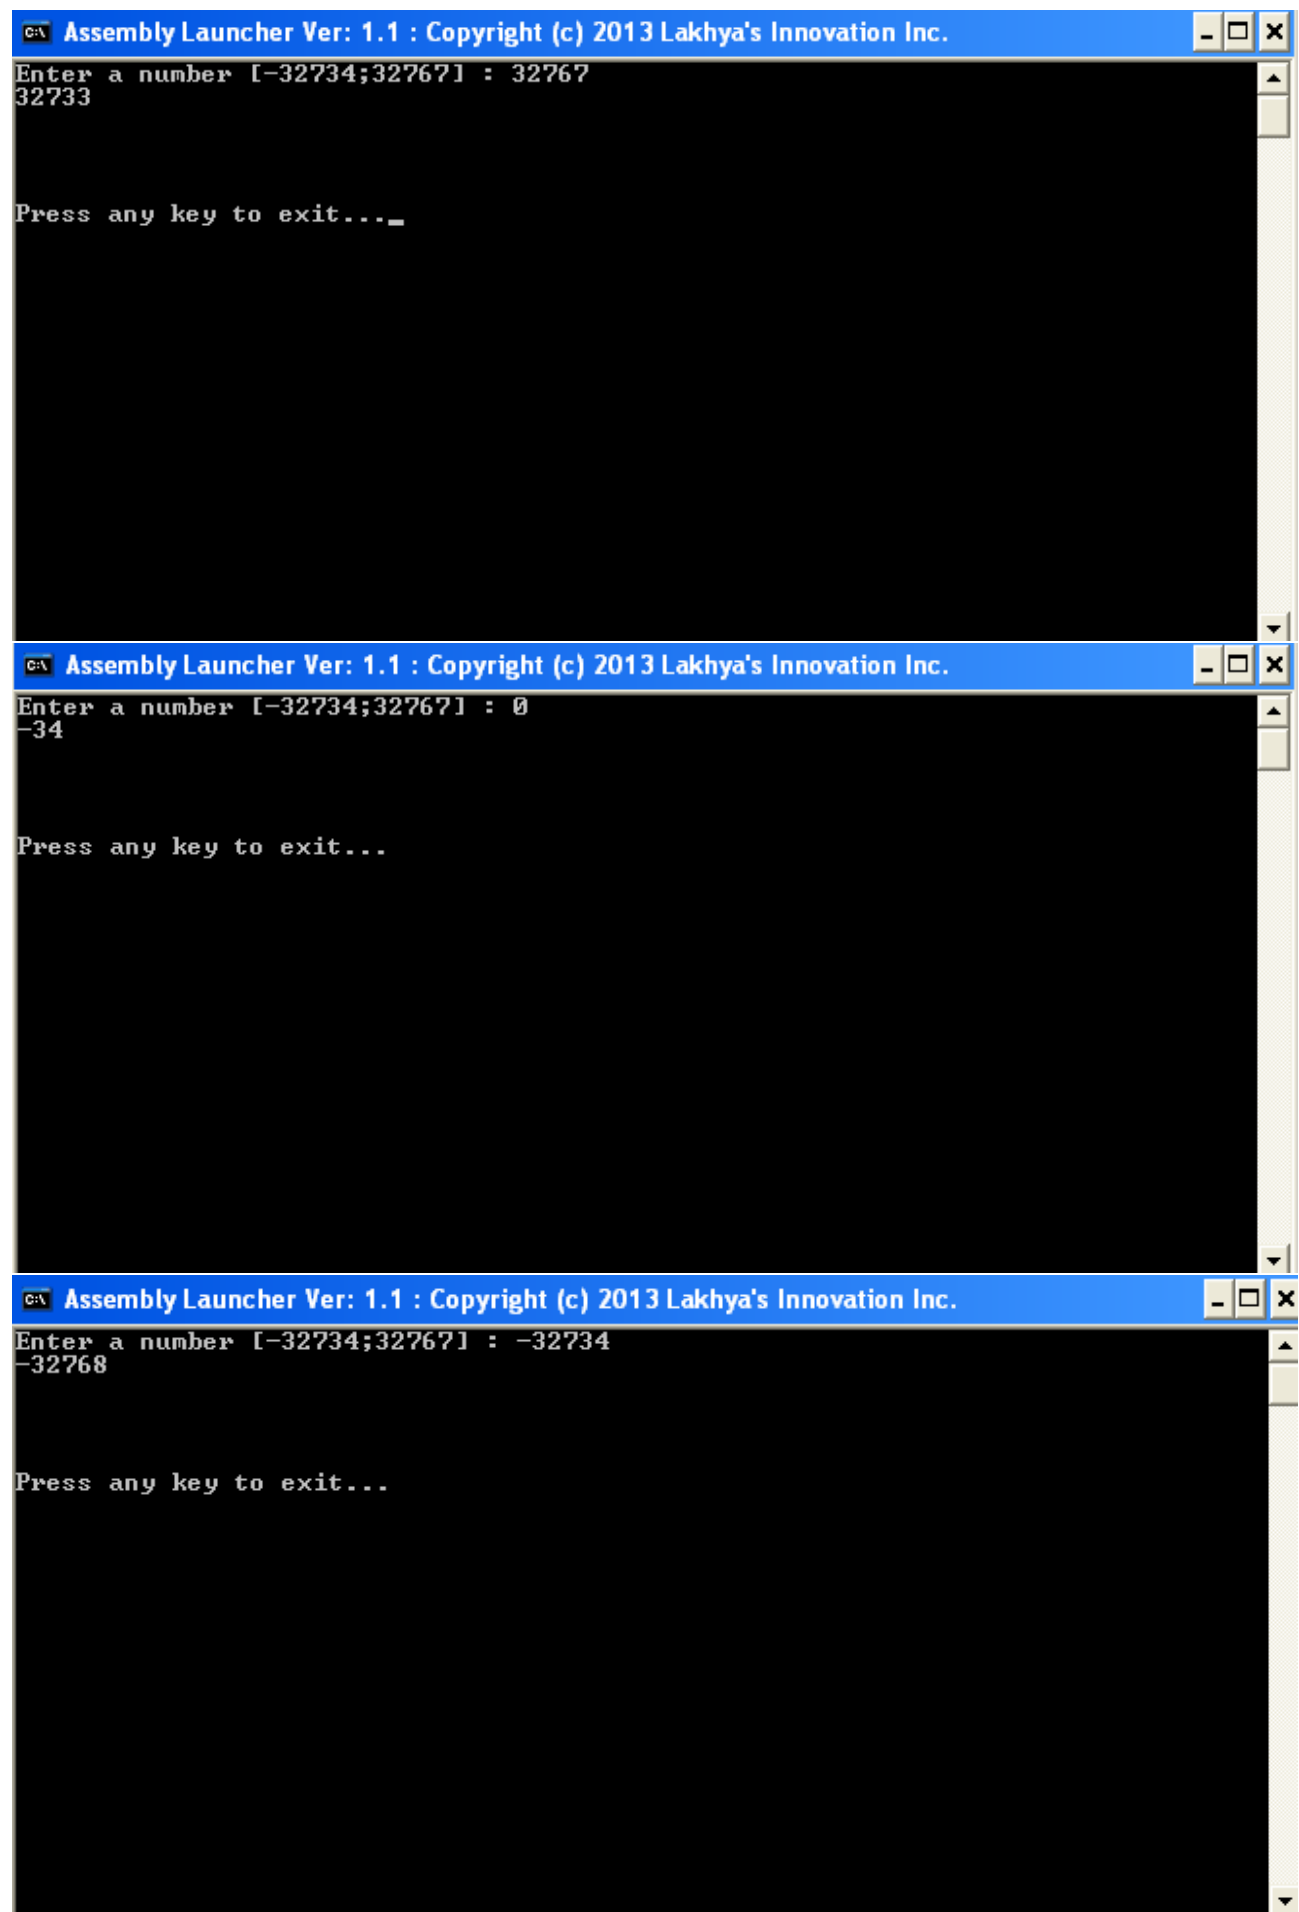 Assembly Launcher Ver: 1.1 : Copyright (c) 2013 Lakhya's Innovation Inc.
Enter a number [-32734;32767] : 32767
32733
Press any key to exit..._
Assembly Launcher Ver: 1.1 : Copyright (c) 2013 Lakhya's Innovation Inc.
Enter a number [-32734;32767] : 0
-34
Press any key to exit...
Assembly Launcher Ver: 1.1 : Copyright (c) 2013 Lakhya's Innovation Inc.
Enter a number [-32734;32767] : -32734
-32768
Press any key to exit...